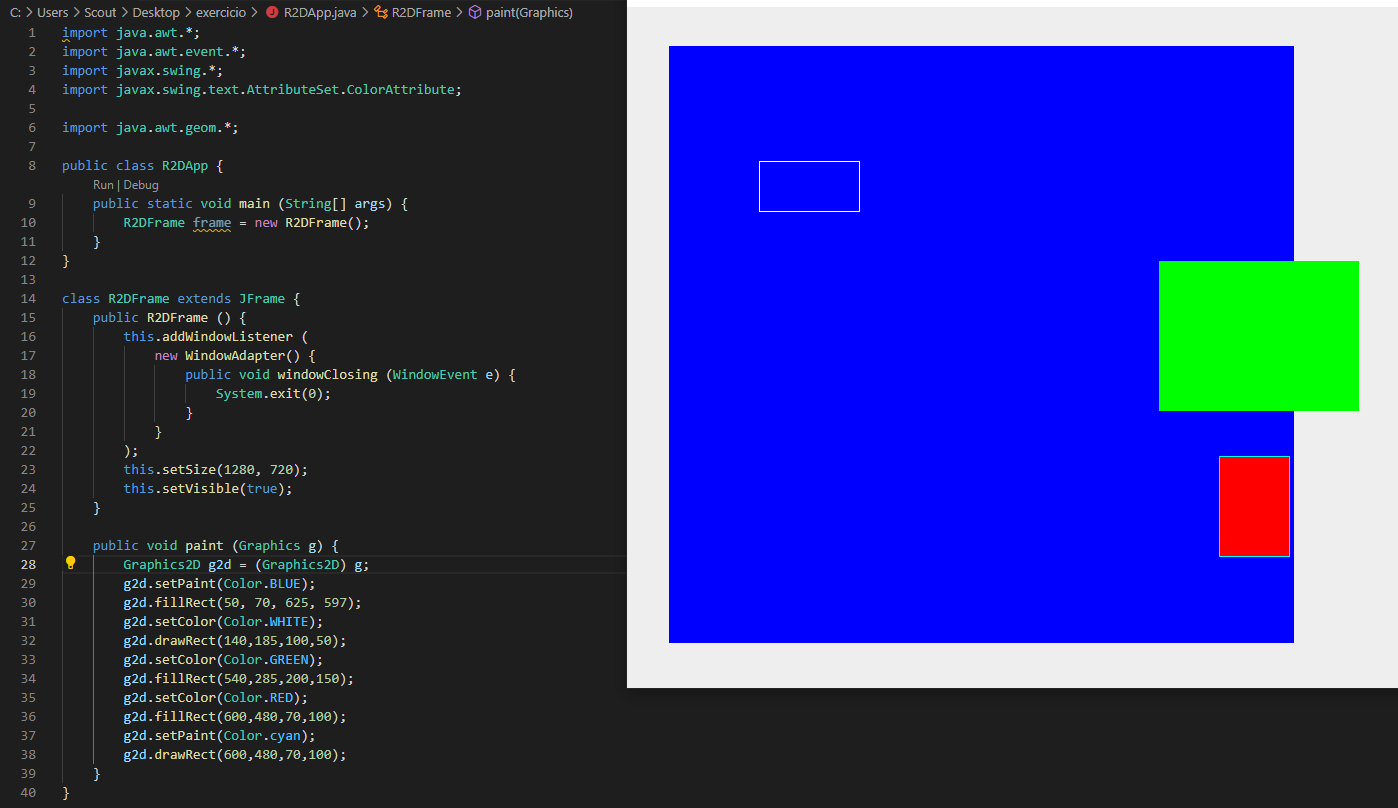 C: > Users > Scout > Desktop > exercicio > R2DApp.java > R2DFrame > paint(Graphics)
1 import java.awt.*;
2 import java.awt.event.*;
3 import javax.swing.*;
4 import javax.swing.text.AttributeSet.ColorAttribute;
5
6 import java.awt.geom.*;
7
8 public class R2DApp {
Run | Debug
9     public static void main (String[] args) {
10         R2DFrame frame = new R2DFrame();
11     }
12 }
13
14 class R2DFrame extends JFrame {
15     public R2DFrame () {
16         this.addWindowListener (
17             new WindowAdapter() {
18                 public void windowClosing (WindowEvent e) {
19                     System.exit(0);
20                 }
21             }
22         );
23         this.setSize(1280, 720);
24         this.setVisible(true);
25     }
26
27     public void paint (Graphics g) {
28         Graphics2D g2d = (Graphics2D) g;
29         g2d.setPaint(Color.BLUE);
30         g2d.fillRect(50, 70, 625, 597);
31         g2d.setColor(Color.WHITE);
32         g2d.drawRect(140,185,100,50);
33         g2d.setColor(Color.GREEN);
34         g2d.fillRect(540,285,200,150);
35         g2d.setColor(Color.RED);
36         g2d.fillRect(600,480,70,100);
37         g2d.setPaint(Color.cyan);
38         g2d.drawRect(600,480,70,100);
39     }
40 }